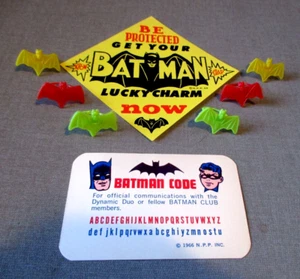 BE
PROTECTED
GET YOUR
BATMAN
LUCKY CHARM
now
BATMAN CODE
For official communications with the
Dynamic Duo or fellow BATMAN CLUB
members.
ABCDEFGHIJKLMNOPQRSTUVWXYZ
© 1966 N.P.P. INC.